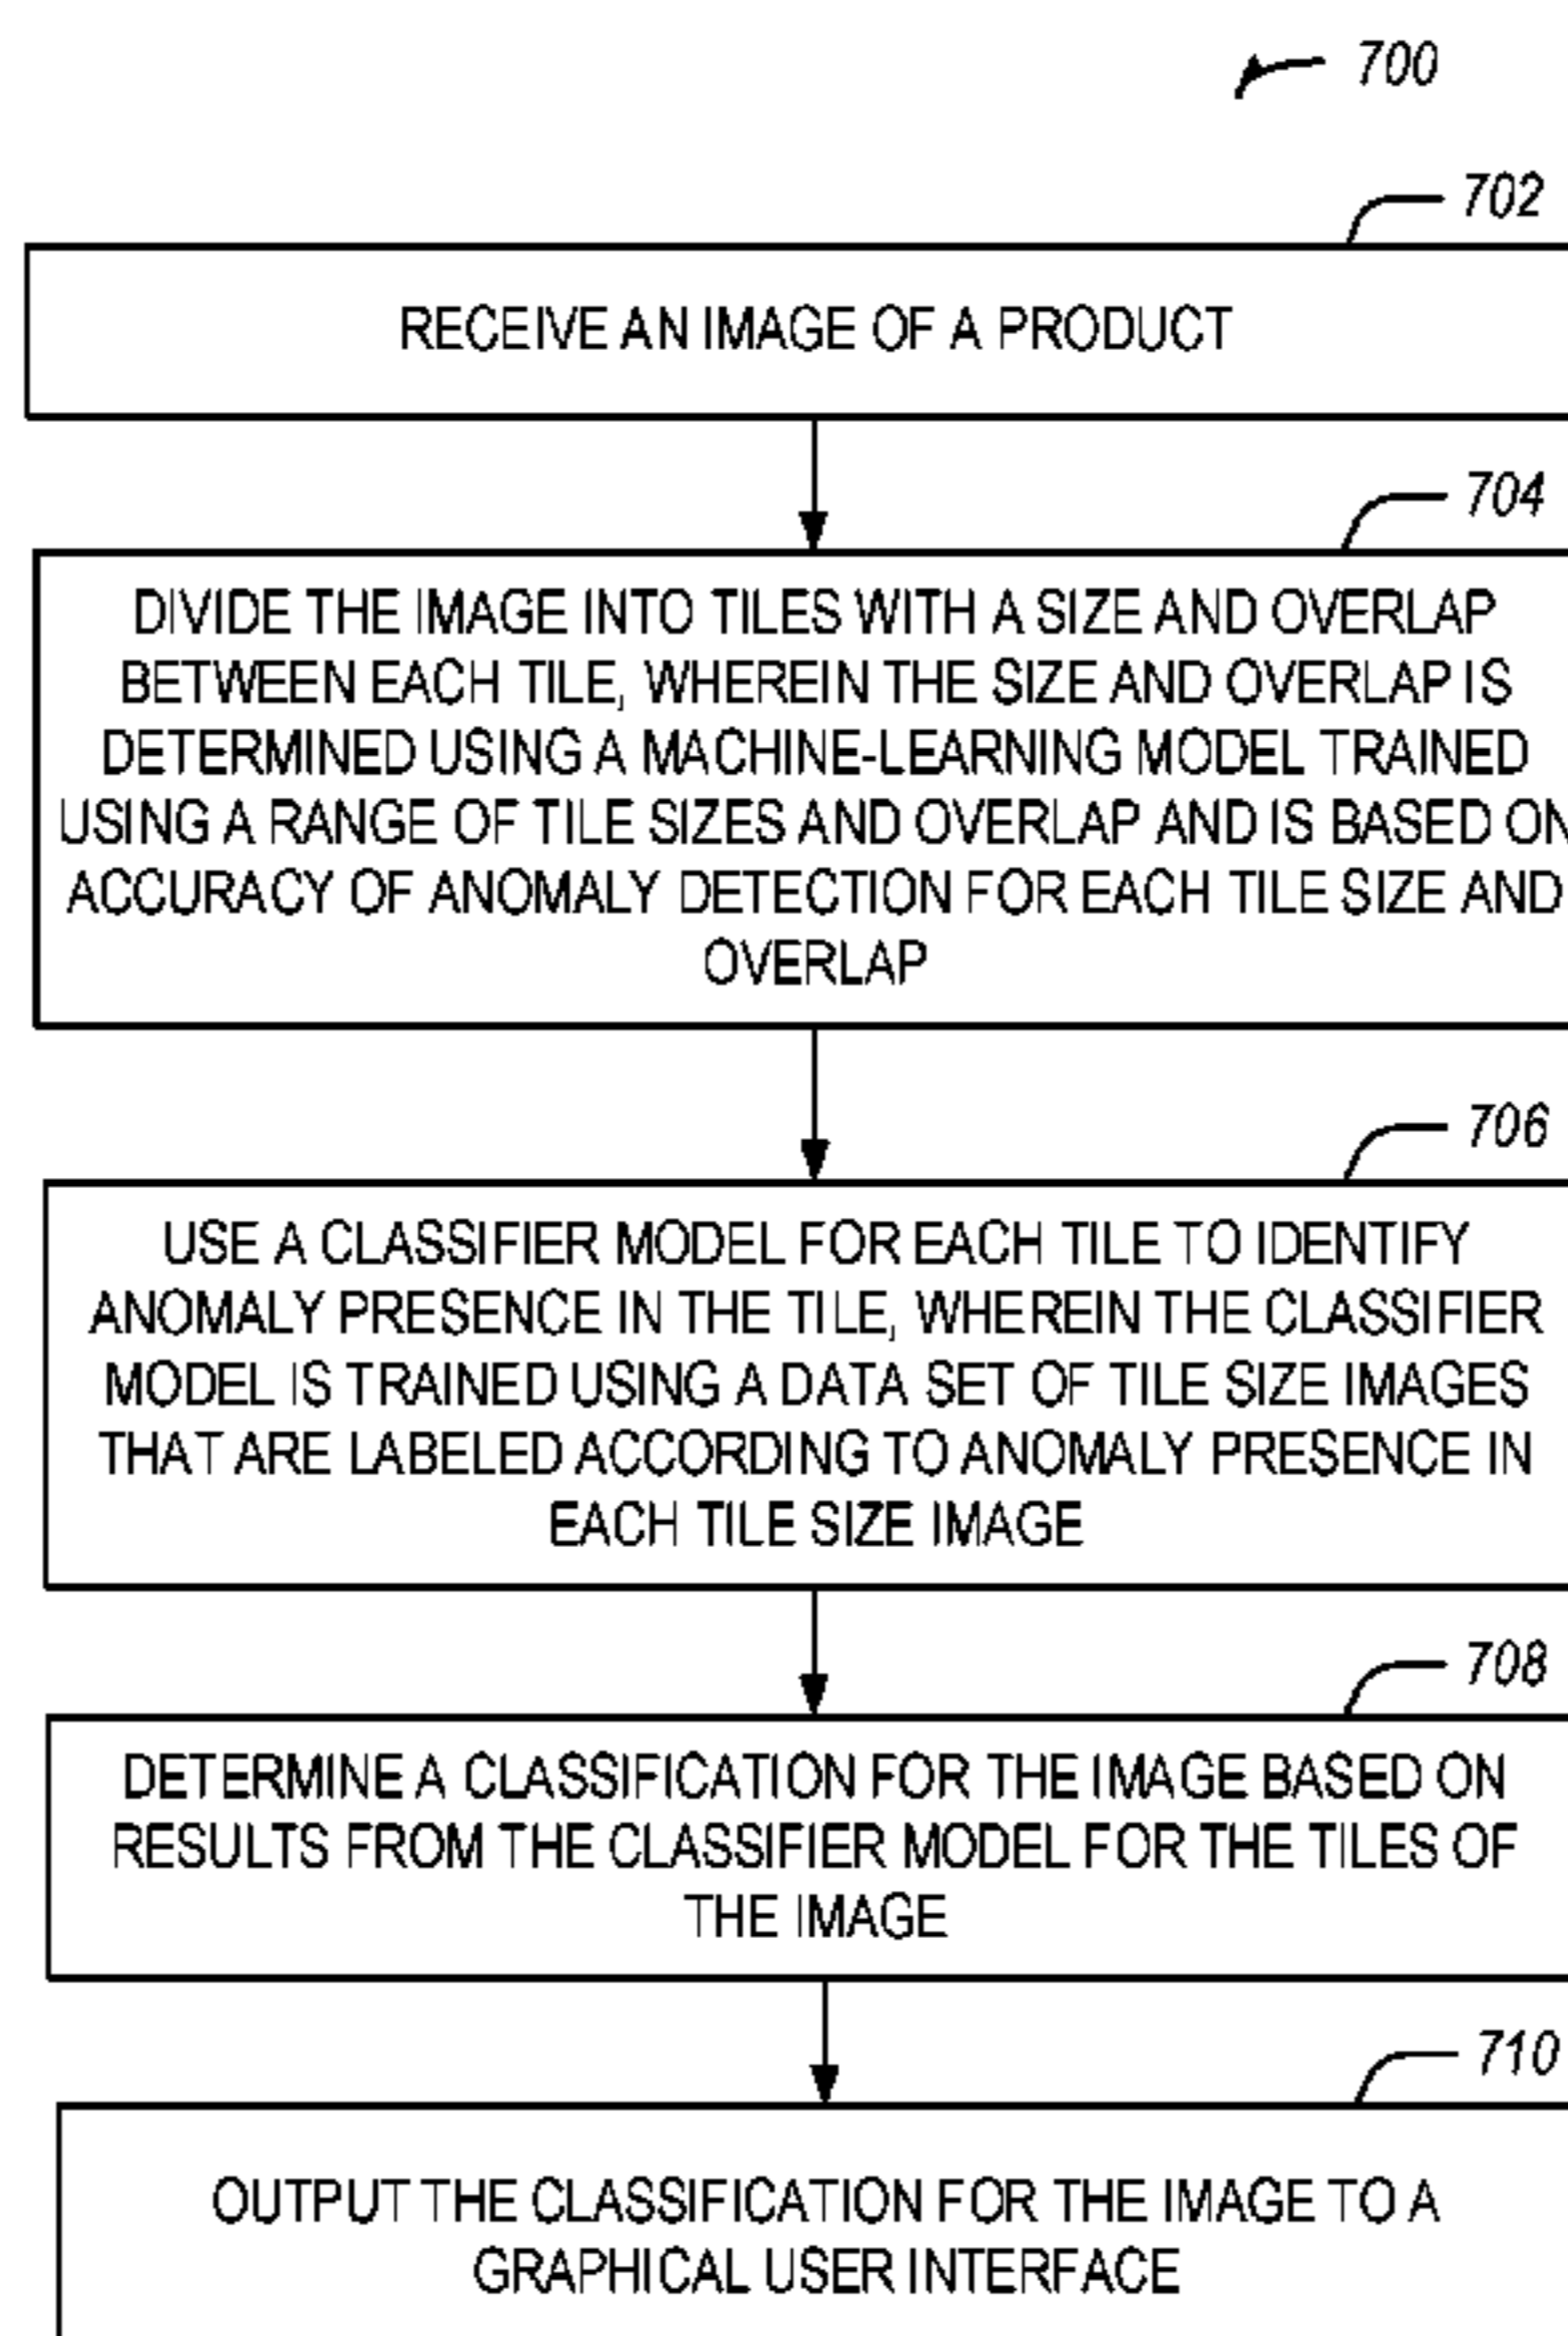 700
702
RECEIVE AN IMAGE OF A PRODUCT
704
DIVIDE THE IMAGE INTO TILES WITH A SIZE AND OVERLAP
BETWEEN EACH TILE, WHEREIN THE SIZE AND OVERLAP IS
DETERMINED USING A MACHINE-LEARNING MODEL TRAINED
USING A RANGE OF TILE SIZES AND OVERLAP AND IS BASED ON
ACCURACY OF ANOMALY DETECTION FOR EACH TILE SIZE AND
OVERLAP
706
USE A CLASSIFIER MODEL FOR EACH TILE TO IDENTIFY
ANOMALY PRESENCE IN THE TILE, WHEREIN THE CLASSIFIER
MODEL IS TRAINED USING A DATA SET OF TILE SIZE IMAGES
THAT ARE LABELED ACCORDING TO ANOMALY PRESENCE IN
EACH TILE SIZE IMAGE
708
DETERMINE A CLASSIFICATION FOR THE IMAGE BASED ON
RESULTS FROM THE CLASSIFIER MODEL FOR THE TILES OF
THE IMAGE
710
OUTPUT THE CLASSIFICATION FOR THE IMAGE TO A
GRAPHICAL USER INTERFACE